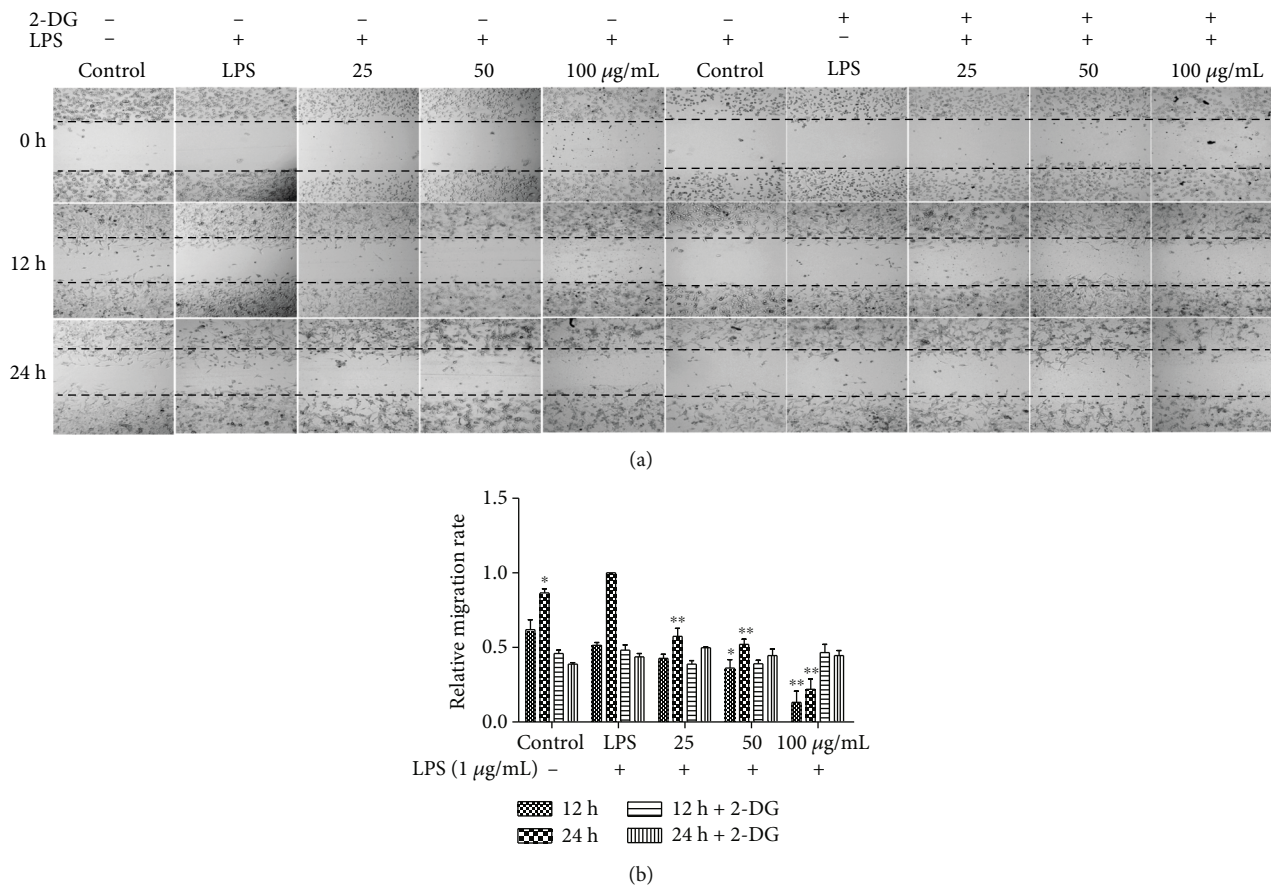 2-DG – – – – – – + + + +
LPS – + + + + + – + + +
Control LPS 25 50 100 μg/mL Control LPS 25 50 100 μg/mL
0 h
12 h
24 h
(a)
1.5
1.0
0.5
0.0
Relative migration rate
*
**
*
**
**
**
Control LPS 25 50 100 μg/mL
LPS (1 μg/mL) – + + + +
12 h 12 h + 2-DG
24 h 24 h + 2-DG
(b)